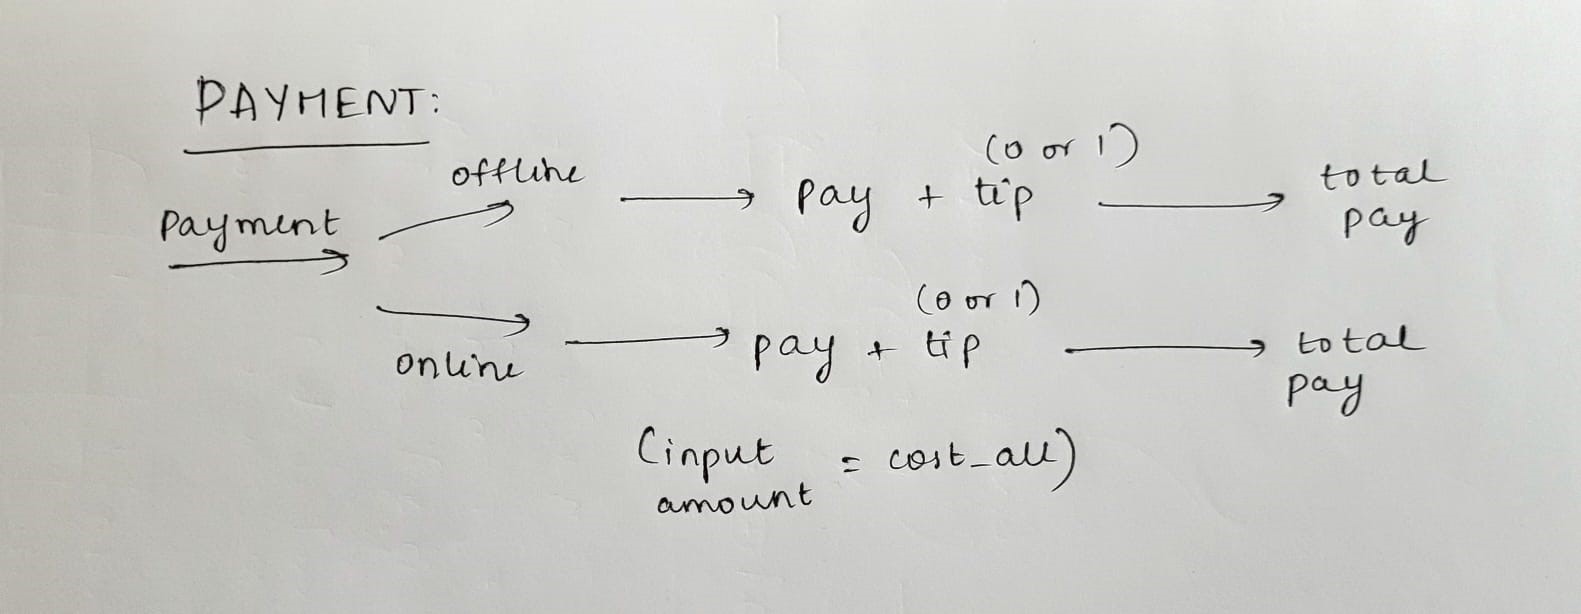 PAYMENT:
payment
offline
pay + tip
(0 or 1)
total
pay
online
pay + tip
(0 or 1)
total
pay
(input
amount
= cost_all)